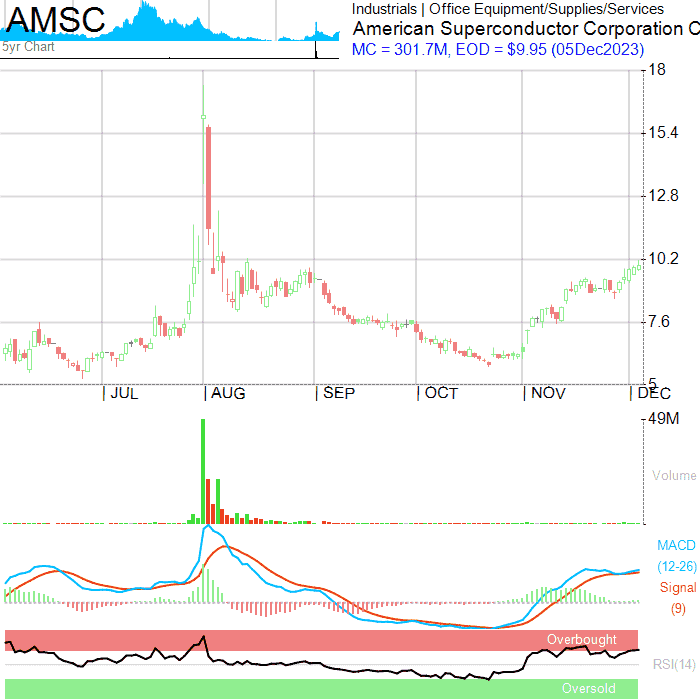 AMSC
5yr Chart
Industrials | Office Equipment/Supplies/Services
American Superconductor Corporation C
MC = 301.7M, EOD = $9.95 (05Dec2023)
18
15.4
12.8
10.2
7.6
5
| JUL | AUG | SEP | OCT | NOV | DEC
49M
Volume
MACD
(12-26)
Signal
(9)
Overbought
RSI(14)
Oversold